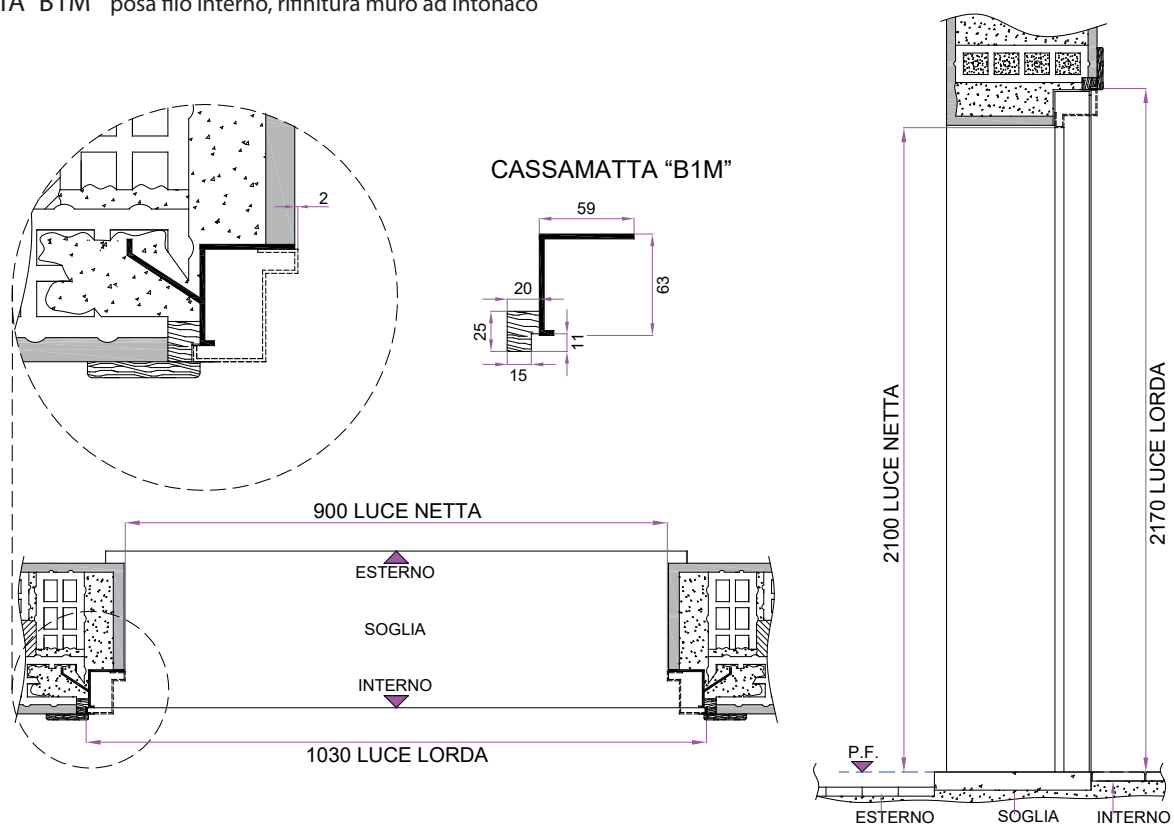 "B1M" posa filo interno, rifinitura muro ad intonaco
CASSAMATTA “B1M”
2
59
63
20
25
11
15
900 LUCE NETTA
ESTERNO
SOGLIA
INTERNO
1030 LUCE LORDA
2100 LUCE NETTA
2170 LUCE LORDA
P.F.
ESTERNO
SOGLIA
INTERNO